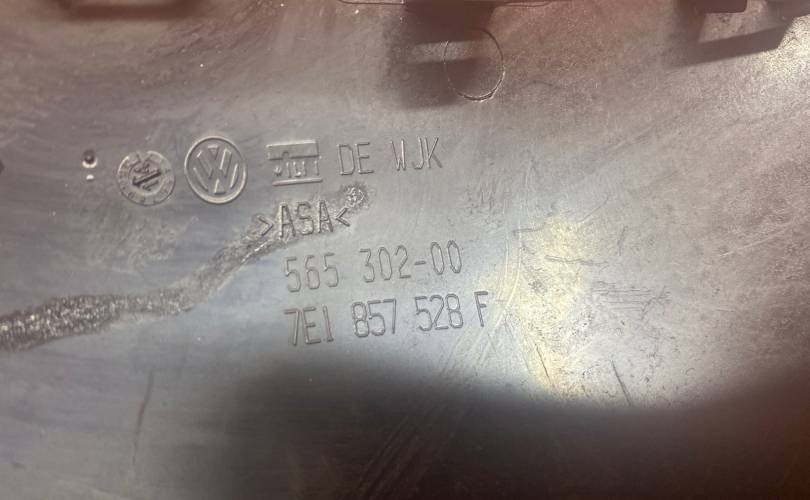 DE WJK
>ASA<
565 302-00
7E1 857 528 F